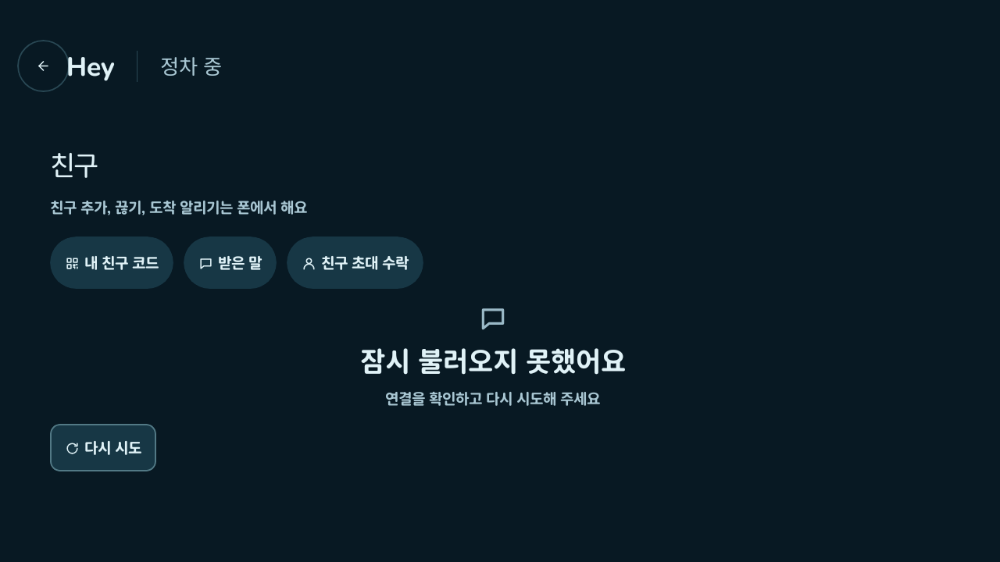 Hey
정차 중
친구
친구 추가, 끊기, 도착 알리기는 폰에서 해요
내 친구 코드
받은 말
친구 초대 수락
잠시 불러오지 못했어요
연결을 확인하고 다시 시도해 주세요
다시 시도